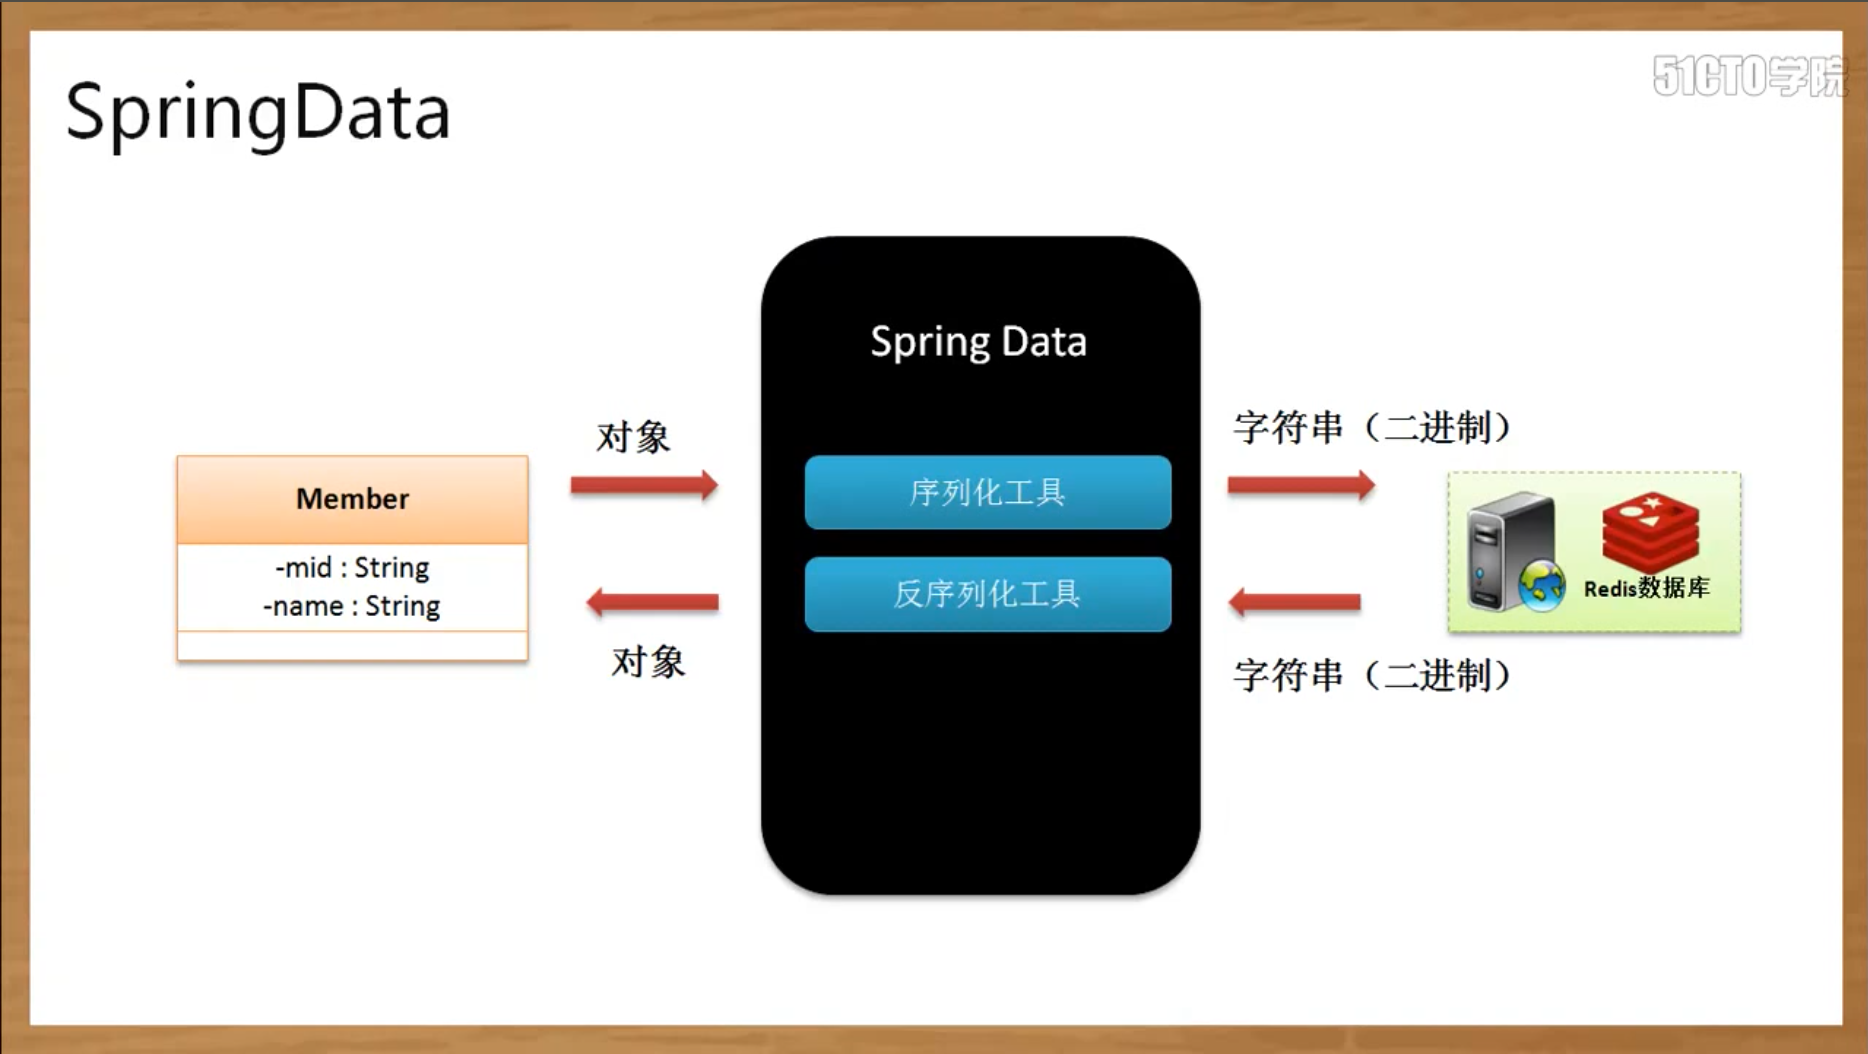 SpringData
51CTO学院
Spring Data
对象
字符串（二进制）
Member
序列化工具
-mid : String
-name : String
反序列化工具
Redis数据库
对象
字符串（二进制）